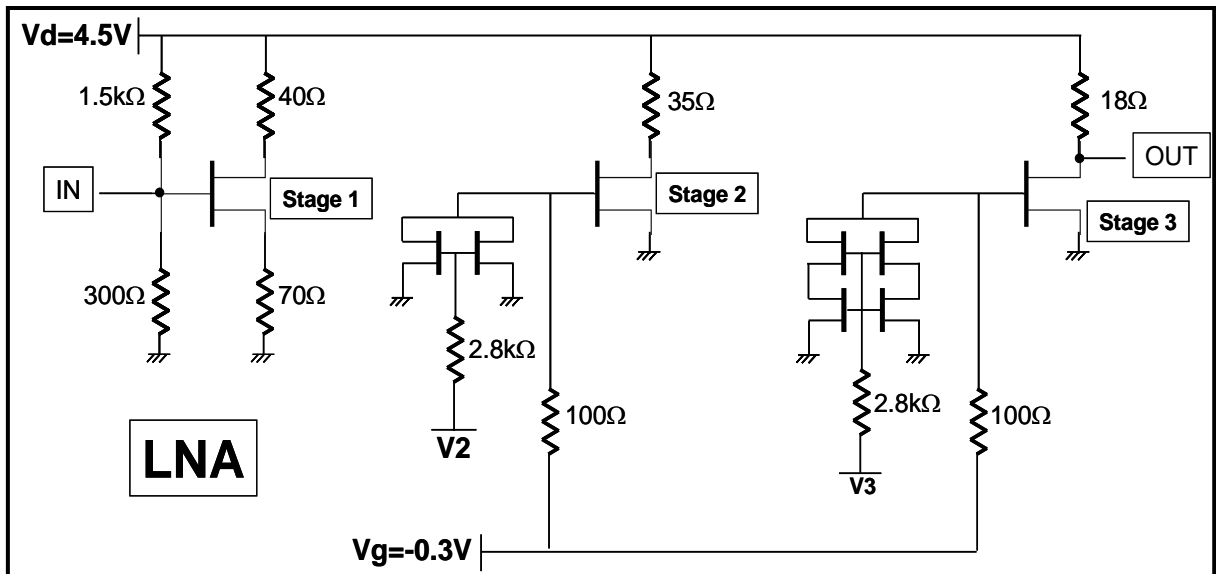 Vd=4.5V
1.5kΩ
40Ω
35Ω
18Ω
IN
OUT
Stage 1
Stage 2
Stage 3
300Ω
70Ω
2.8kΩ
2.8kΩ
100Ω
100Ω
V2
LNA
V3
Vg=-0.3V